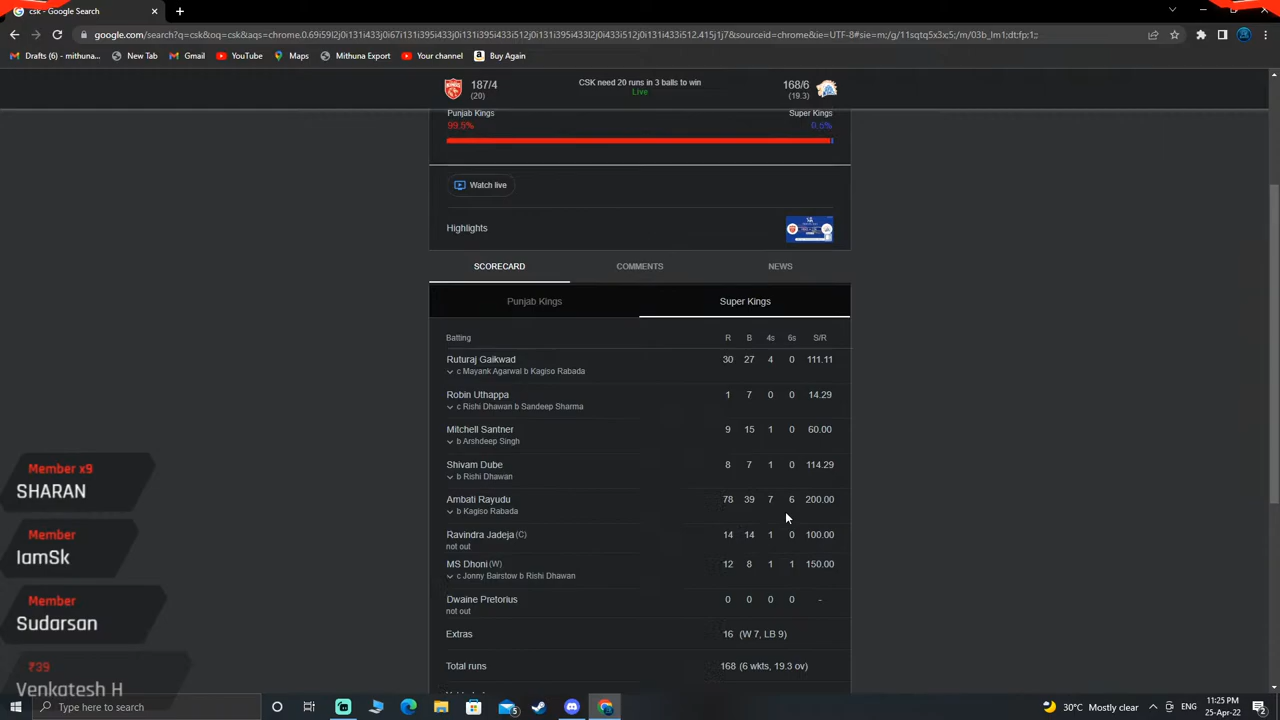 csk - Google Search
google.com/search?q=csk&oq=csk&aqs=chrome.0.69i59l2j0i131i433j0i67i131i433j0i131i433j0i512j0i131i433l2j0i131i433i512.415j1j7&sourceid=chrome&ie=UTF-8#sie=m;/g/11sqtq5x3x;5;/m/03b_lm1;dt;fp;1;;
Drafts (6) - mithuna...
New Tab
Gmail
YouTube
Maps
Your channel
Mithuna Export
Buy Again
187/4
(20)
CSK need 20 runs in 3 balls to win
Live
168/6
(19.3)
Punjab Kings
Super Kings
99.5%
0.5%
Watch live
Highlights
SCORECARD COMMENTS NEWS
Punjab Kings Super Kings
Batting R B 4s 6s S/R
Ruturaj Gaikwad 30 27 4 0 111.11
c Mayank Agarwal b Kagiso Rabada
Robin Uthappa 1 7 0 0 14.29
c Rishi Dhawan b Sandeep Sharma
Mitchell Santner 9 15 1 0 60.00
b Arshdeep Singh
Shivam Dube 8 7 1 0 114.29
b Rishi Dhawan
Ambati Rayudu 78 39 7 6 200.00
b Kagiso Rabada
Ravindra Jadeja (C) 14 14 1 0 100.00
not out
MS Dhoni (W) 12 8 1 1 150.00
c Jonny Bairstow b Rishi Dhawan
Dwaine Pretorius 0 0 0 0 -
not out
Extras 16 (W 7, LB 9)
Total runs 168 (6 wkts, 19.3 ov)
Member x9
SHARAN
Member
IamSk
Member
Sudarsan
₹39
Venkatesh H
Type here to search
5
30°C Mostly clear
ENG
11:25 PM
25-Apr-22
2